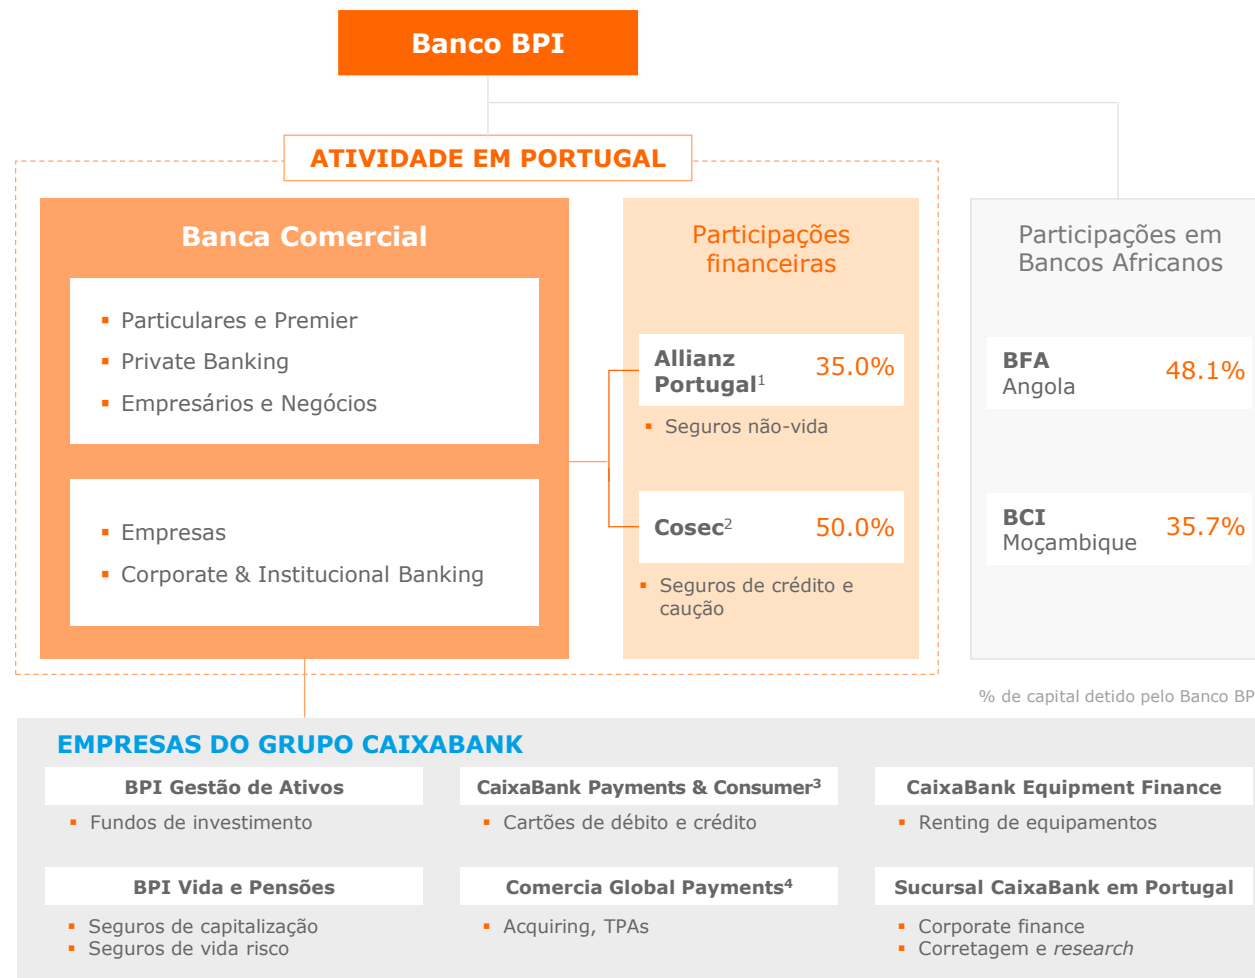 Banco BPI
ATIVIDADE EM PORTUGAL
Banca Comercial
▪ Particulares e Premier
▪ Private Banking
▪ Empresários e Negócios
▪ Empresas
▪ Corporate & Institucional Banking
Participações
financeiras
Allianz
Portugal¹
35.0%
▪ Seguros não-vida
Cosec²
50.0%
▪ Seguros de crédito e
caução
Participações em
Bancos Africanos
BFA
Angola
48.1%
BCI
Moçambique
35.7%
% de capital detido pelo Banco BP
EMPRESAS DO GRUPO CAIXABANK
BPI Gestão de Ativos
▪ Fundos de investimento
CaixaBank Payments & Consumer³
▪ Cartões de débito e crédito
CaixaBank Equipment Finance
▪ Renting de equipamentos
BPI Vida e Pensões
▪ Seguros de capitalização
▪ Seguros de vida risco
Comercia Global Payments⁴
▪ Acquiring, TPAs
Sucursal CaixaBank em Portugal
▪ Corporate finance
▪ Corretagem e research